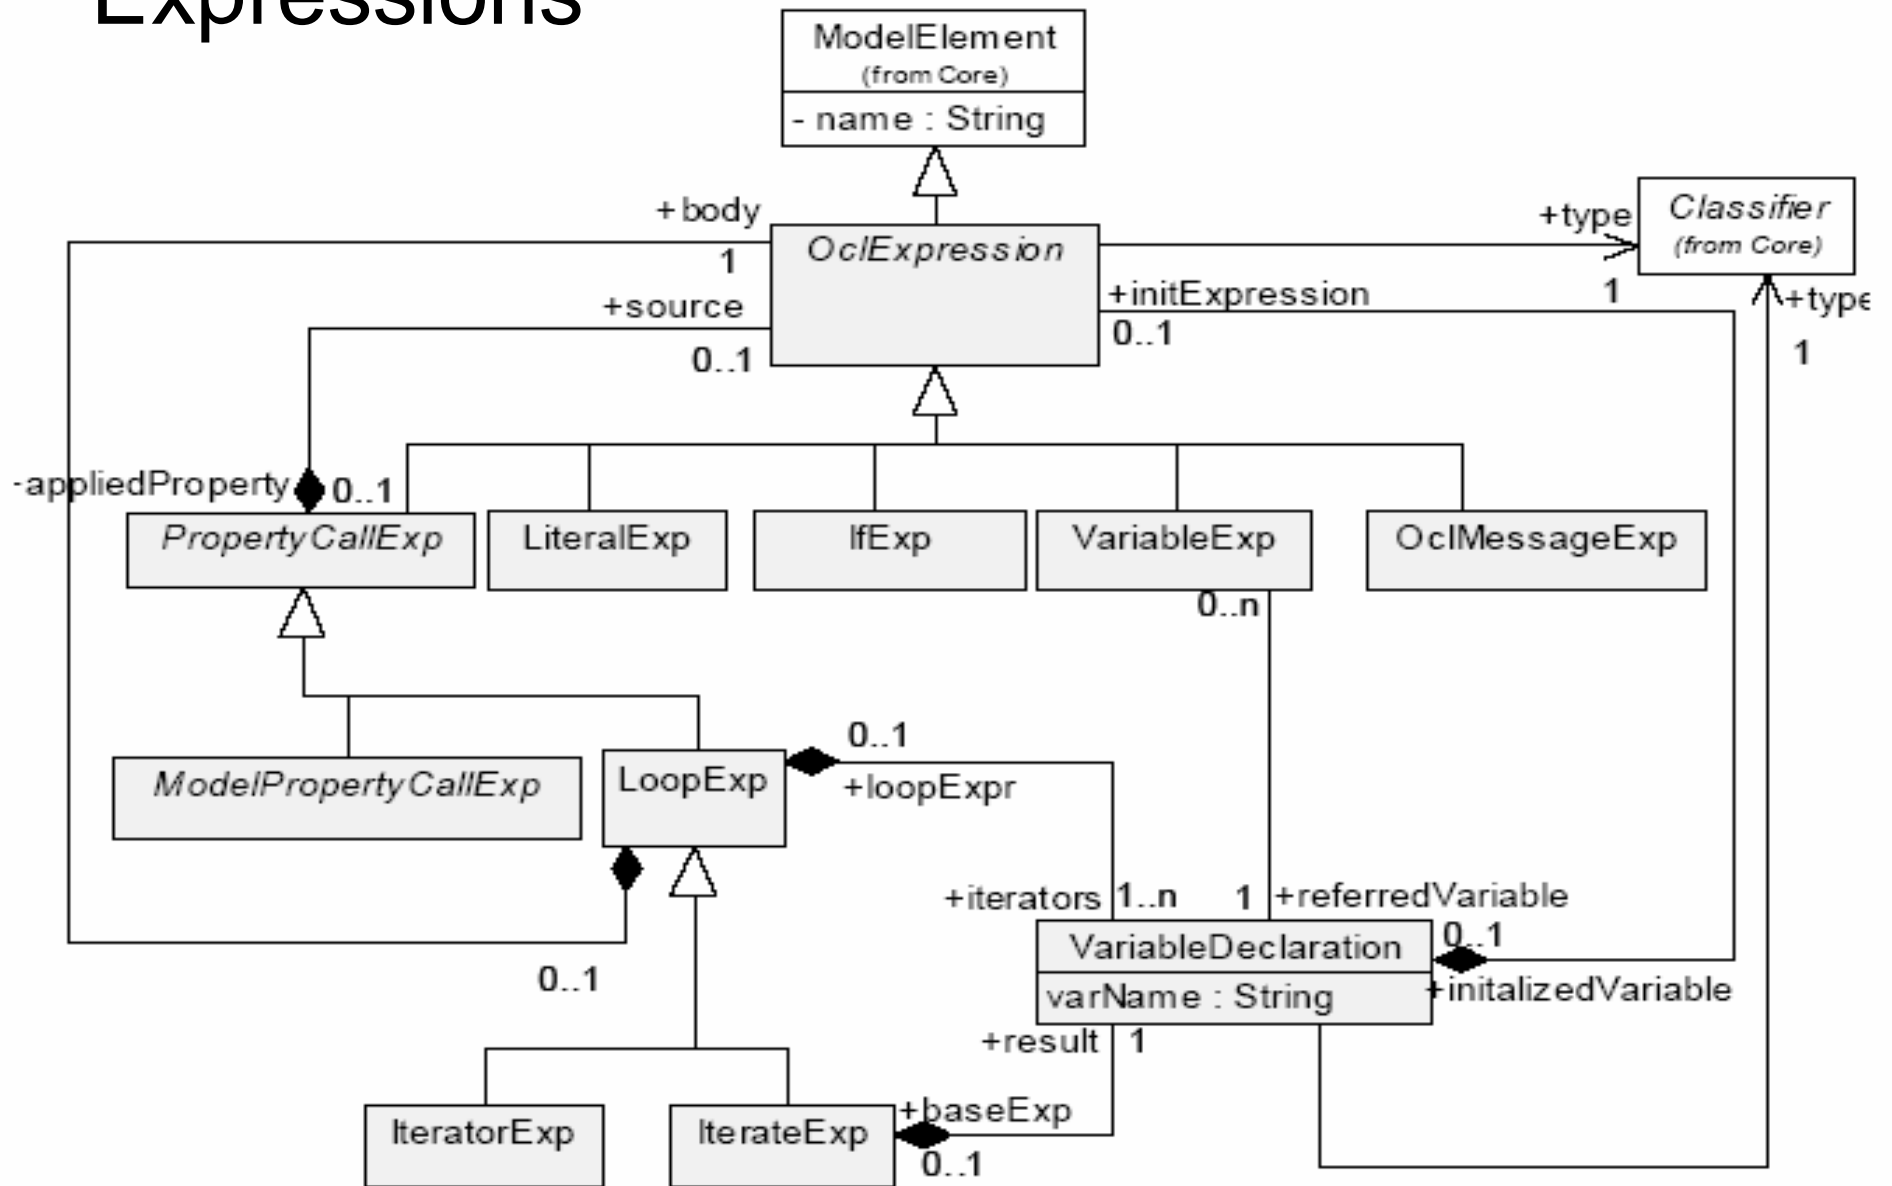 Expressions
ModelElement
(from Core)
- name : String
+body
1
OclExpression
+type
1
Classifier
(from Core)
+source
0..1
+initExpression
0..1
+type
1
-appliedProperty
0..1
PropertyCallExp
LiteralExp
IfExp
VariableExp
OclMessageExp
0..n
ModelPropertyCallExp
LoopExp
0..1
+loopExpr
+iterators
1..n
1
+referredVariable
VariableDeclaration
varName : String
0..1
+initalizedVariable
0..1
+result
1
IteratorExp
IterateExp
+baseExp
0..1